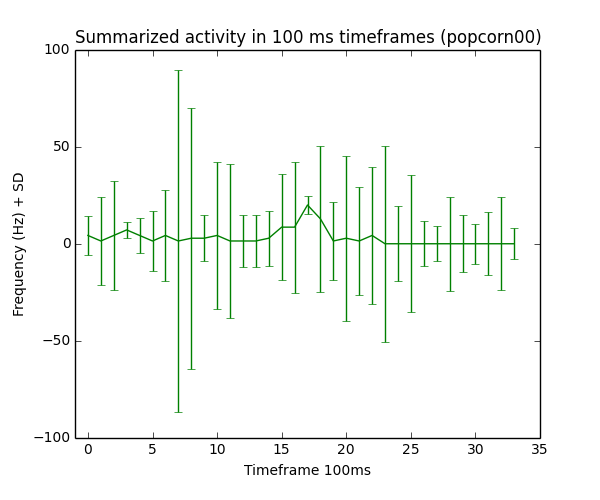 Summarized activity in 100 ms timeframes (popcorn00)
100
50
0
−50
−100
Frequency (Hz) + SD
0 5 10 15 20 25 30 35
Timeframe 100ms